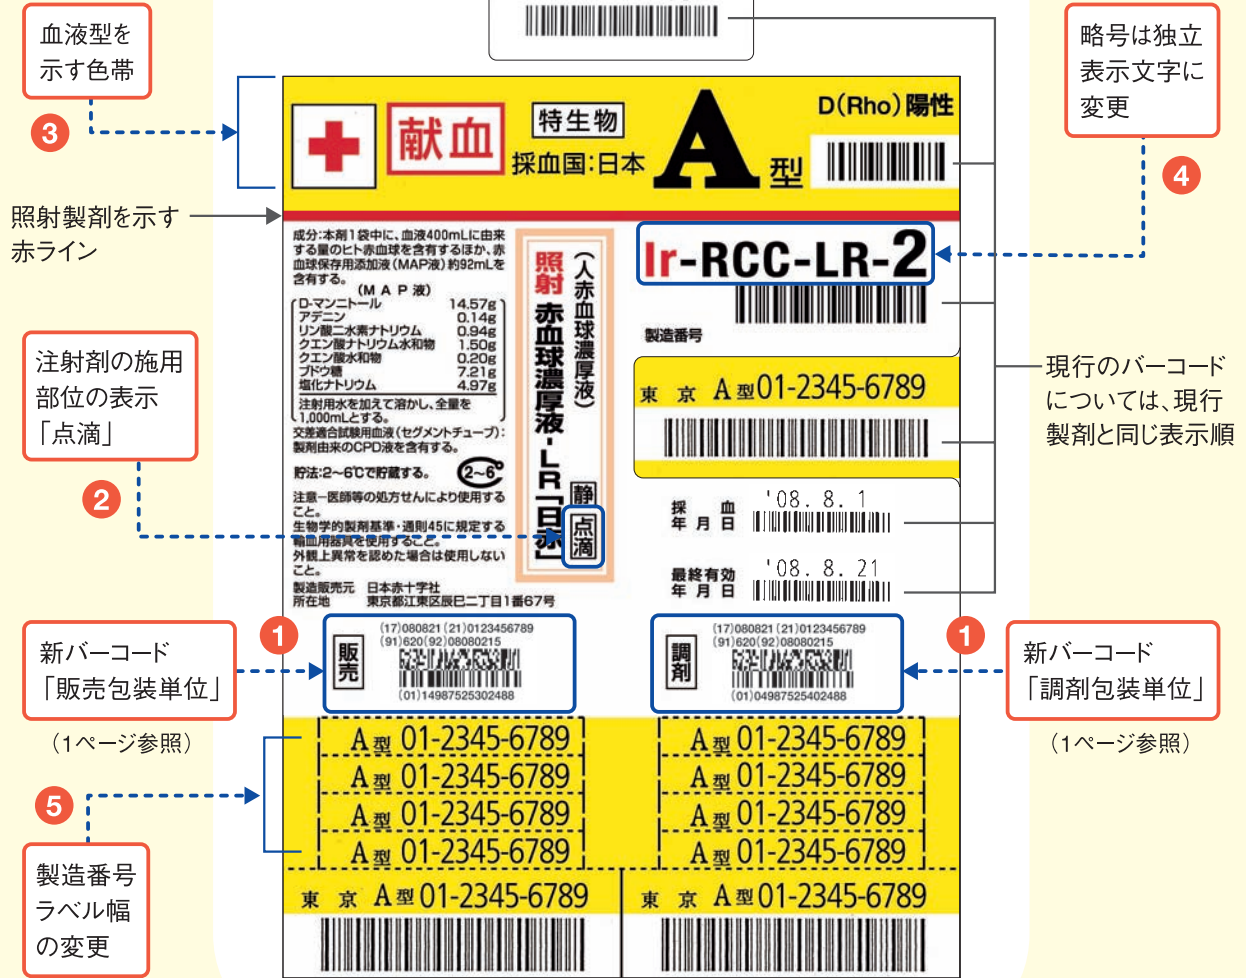 血液型を
示す色帯
3
略号は独立
表示文字に
変更
4
献血
特生物
採血国:日本
A型
D(Rho)陽性
照射製剤を示す
赤ライン
成分:本剤1袋中に、血液400mLに由来
する量のヒト赤血球を含有するほか、赤
血球保存用添加液(MAP液)約92mLを
含有する。
(MAP液)
D-マンニトール 14.57g
アデニン 0.14g
リン酸二水素ナトリウム 0.94g
クエン酸ナトリウム水和物 1.50g
クエン酸水和物 0.20g
ブドウ糖 7.21g
塩化ナトリウム 4.97g
注射用水を加えて溶かし、全量を
1,000mLとする。
交差適合試験用血液(セグメントチューブ):
製剤由来のCPD液を含有する。
貯法:2~6℃で貯蔵する。
2~6°
注意-医師等の処方せんにより使用する
こと。
生物学的製剤基準・通則45に規定する
輸血用器具を使用すること。
外観上異常を認めた場合は使用しない
こと。
製造販売元 日本赤十字社
所在地 東京都江東区辰巳二丁目1番67号
(人赤血球濃厚液)
照射 赤血球濃厚液-LR「日赤」
静
点滴
Ir-RCC-LR-2
製造番号
東京 A型 01-2345-6789
採血
年月日
'08. 8. 1
最終有効
年月日
'08. 8. 21
注射剤の施用
部位の表示
「点滴」
2
現行のバーコード
については、現行
製剤と同じ表示順
新バーコード
「販売包装単位」
(1ページ参照)
1
販売
(17)080821(21)0123456789
(91)620(92)08080215
(01)14987525302488
調剤
(17)080821(21)0123456789
(91)620(92)08080215
(01)04987525402488
1
新バーコード
「調剤包装単位」
(1ページ参照)
A型 01-2345-6789
A型 01-2345-6789
A型 01-2345-6789
A型 01-2345-6789
A型 01-2345-6789
A型 01-2345-6789
A型 01-2345-6789
A型 01-2345-6789
東京 A型 01-2345-6789
東京 A型 01-2345-6789
5
製造番号
ラベル幅
の変更